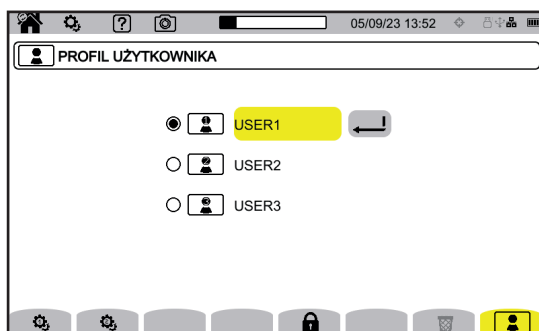 05/09/23 13:52
PROFIL UŻYTKOWNIKA
USER1
USER2
USER3